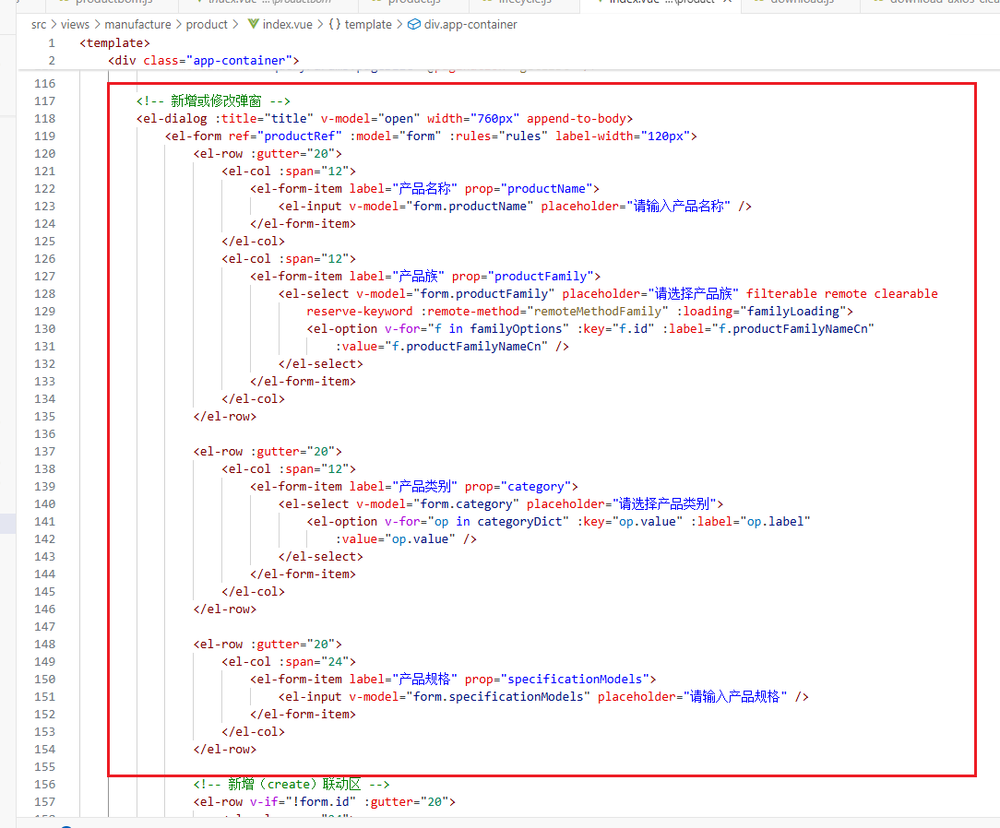 src > views > manufacture > product > index.vue > {} template > div.app-container
1 <template>
2 <div class="app-container">
116
117 <!-- 新增或修改弹窗 -->
118 <el-dialog :title="title" v-model="open" width="760px" append-to-body>
119 <el-form ref="productRef" :model="form" :rules="rules" label-width="120px">
120 <el-row :gutter="20">
121 <el-col :span="12">
122 <el-form-item label="产品名称" prop="productName">
123 <el-input v-model="form.productName" placeholder="请输入产品名称" />
124 </el-form-item>
125 </el-col>
126 <el-col :span="12">
127 <el-form-item label="产品族" prop="productFamily">
128 <el-select v-model="form.productFamily" placeholder="请选择产品族" filterable remote clearable
129 reserve-keyword :remote-method="remoteMethodFamily" :loading="familyLoading">
130 <el-option v-for="f in familyOptions" :key="f.id" :label="f.productFamilyNameCn"
131 :value="f.productFamilyNameCn" />
132 </el-select>
133 </el-form-item>
134 </el-col>
135 </el-row>
136
137 <el-row :gutter="20">
138 <el-col :span="12">
139 <el-form-item label="产品类别" prop="category">
140 <el-select v-model="form.category" placeholder="请选择产品类别">
141 <el-option v-for="op in categoryDict" :key="op.value" :label="op.label"
142 :value="op.value" />
143 </el-select>
144 </el-form-item>
145 </el-col>
146 </el-row>
147
148 <el-row :gutter="20">
149 <el-col :span="24">
150 <el-form-item label="产品规格" prop="specificationModels">
151 <el-input v-model="form.specificationModels" placeholder="请输入产品规格" />
152 </el-form-item>
153 </el-col>
154 </el-row>
155
156 <!-- 新增（create）联动区 -->
157 <el-row v-if="!form.id" :gutter="20">